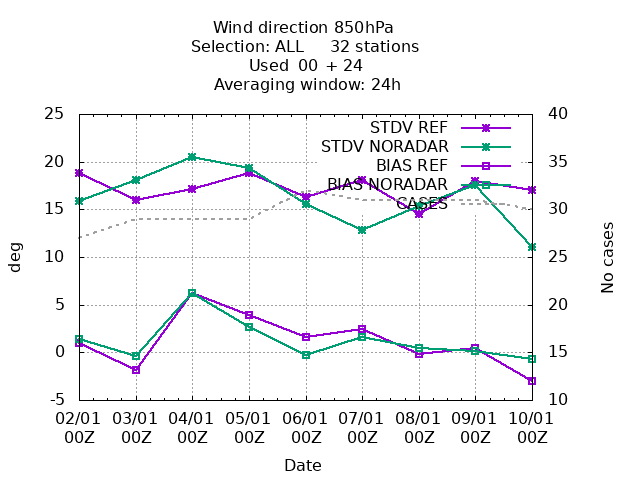 Wind direction 850hPa
Selection: ALL     32 stations
Used  00  + 24
Averaging window: 24h
25 40
STDV REF
STDV NORADAR
20 35
BIAS REF
BIAS NORADAR
CASES
15 30
10 25
5 20
0 15
-5 10
deg
No cases
02/01 03/01 04/01 05/01 06/01 07/01 08/01 09/01 10/01
00Z 00Z 00Z 00Z 00Z 00Z 00Z 00Z 00Z
Date